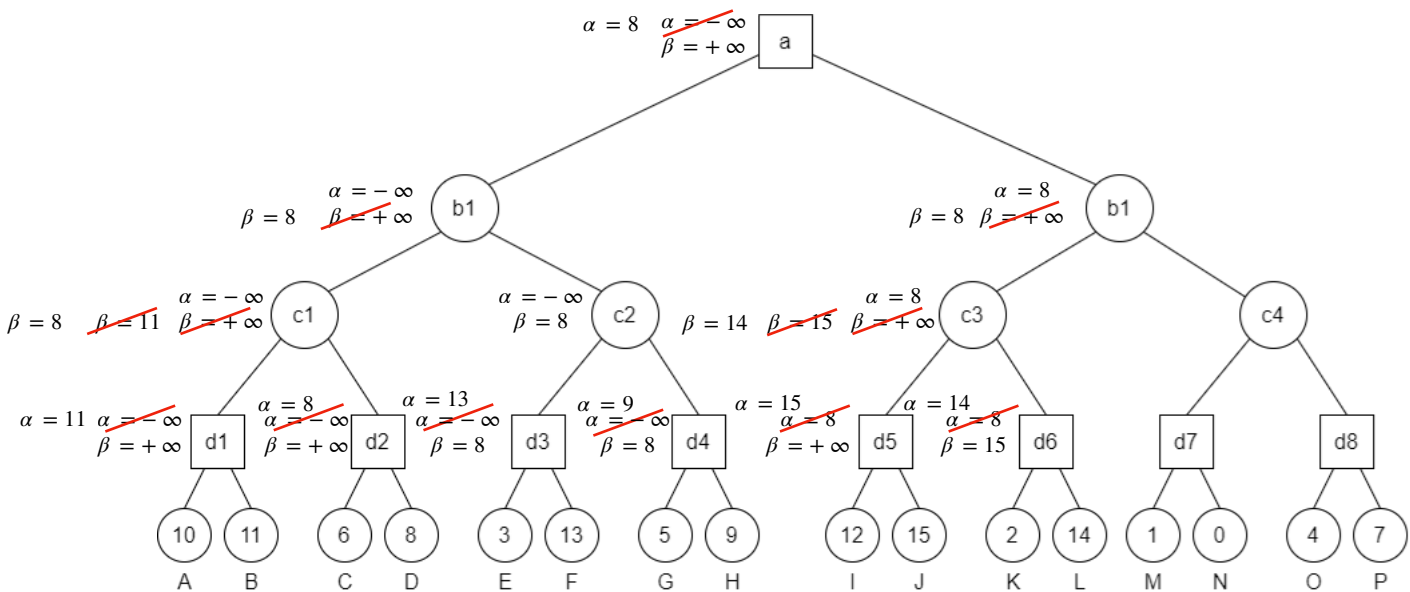 α = 8 α = − ∞
β = + ∞
a
α = − ∞
β = 8 β = + ∞
b1
α = 8
β = 8 β = + ∞
b1
α = − ∞
β = 8 β = 11 β = + ∞
c1
α = − ∞
β = 8
c2
α = 8
β = 14 β = 15 β = + ∞
c3
c4
α = 11 α = − ∞
β = + ∞
d1
α = 8
α = − ∞
β = + ∞
d2
α = 13
α = − ∞
β = 8
d3
α = 9
α = − ∞
β = 8
d4
α = 15
α = 8
β = + ∞
d5
α = 14
α = 8
β = 15
d6
d7
d8
10 11 6 8 3 13 5 9 12 15 2 14 1 0 4 7
A B C D E F G H I J K L M N O P